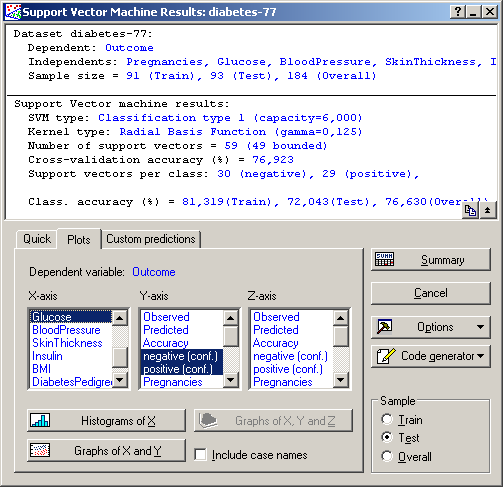 Support Vector Machine Results: diabetes-77
Dataset diabetes-77:
Dependent: Outcome
Independents: Pregnancies, Glucose, BloodPressure, SkinThickness, I
Sample size = 91 (Train), 93 (Test), 184 (Overall)
Support Vector machine results:
SVM type: Classification type 1 (capacity=6,000)
Kernel type: Radial Basis Function (gamma=0,125)
Number of support vectors = 59 (49 bounded)
Cross-validation accuracy (%) = 76,923
Support vectors per class: 30 (negative), 29 (positive),
Class. accuracy (%) = 81,319(Train), 72,043(Test), 76,630(Overall)
Quick Plots Custom predictions
Dependent variable: Outcome
X-axis Y-axis Z-axis
Glucose Observed Observed
BloodPressure Predicted Predicted
SkinThickness Accuracy Accuracy
Insulin negative (conf.) negative (conf.)
BMI positive (conf.) positive (conf.)
DiabetesPedigree Pregnancies Pregnancies
Histograms of X Graphs of X, Y and Z
Graphs of X and Y Include case names
Summary
Cancel
Options
Code generator
Sample
Train
Test
Overall